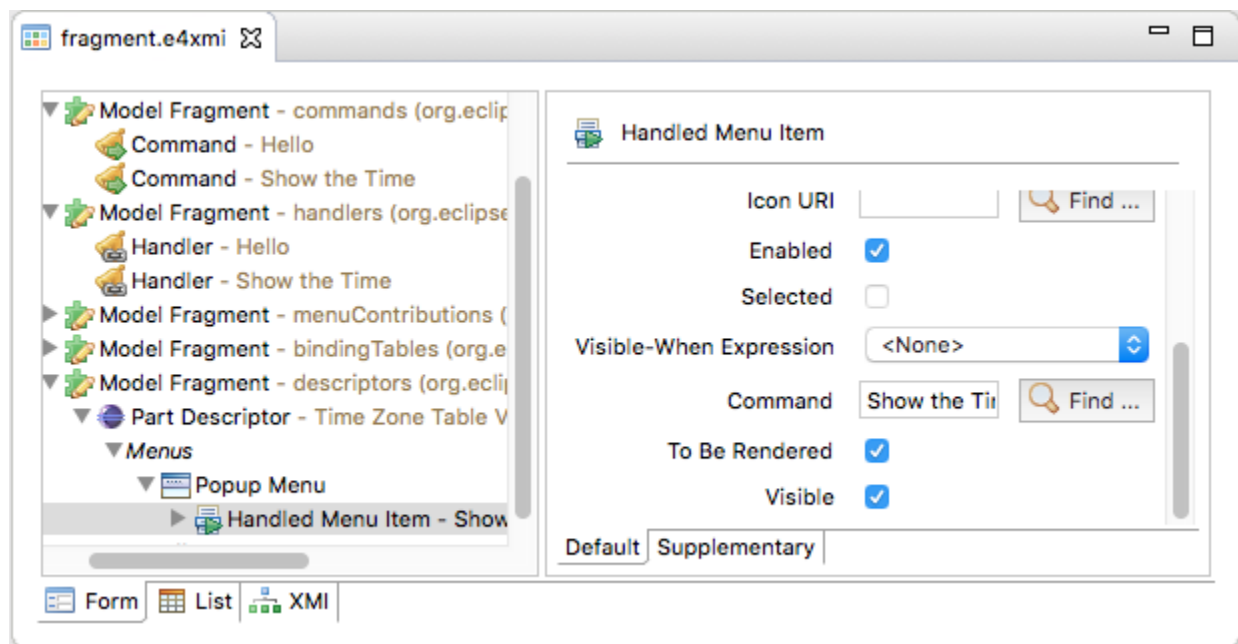 fragment.e4xmi
Model Fragment - commands (org.eclip
Command - Hello
Command - Show the Time
Model Fragment - handlers (org.eclipse
Handler - Hello
Handler - Show the Time
Model Fragment - menuContributions (
Model Fragment - bindingTables (org.e
Model Fragment - descriptors (org.eclip
Part Descriptor - Time Zone Table V
Menus
Popup Menu
Handled Menu Item - Show
Handled Menu Item
Icon URI Find ...
Enabled
Selected
Visible-When Expression <None>
Command Show the Tir Find ...
To Be Rendered
Visible
Default Supplementary
Form List XMI